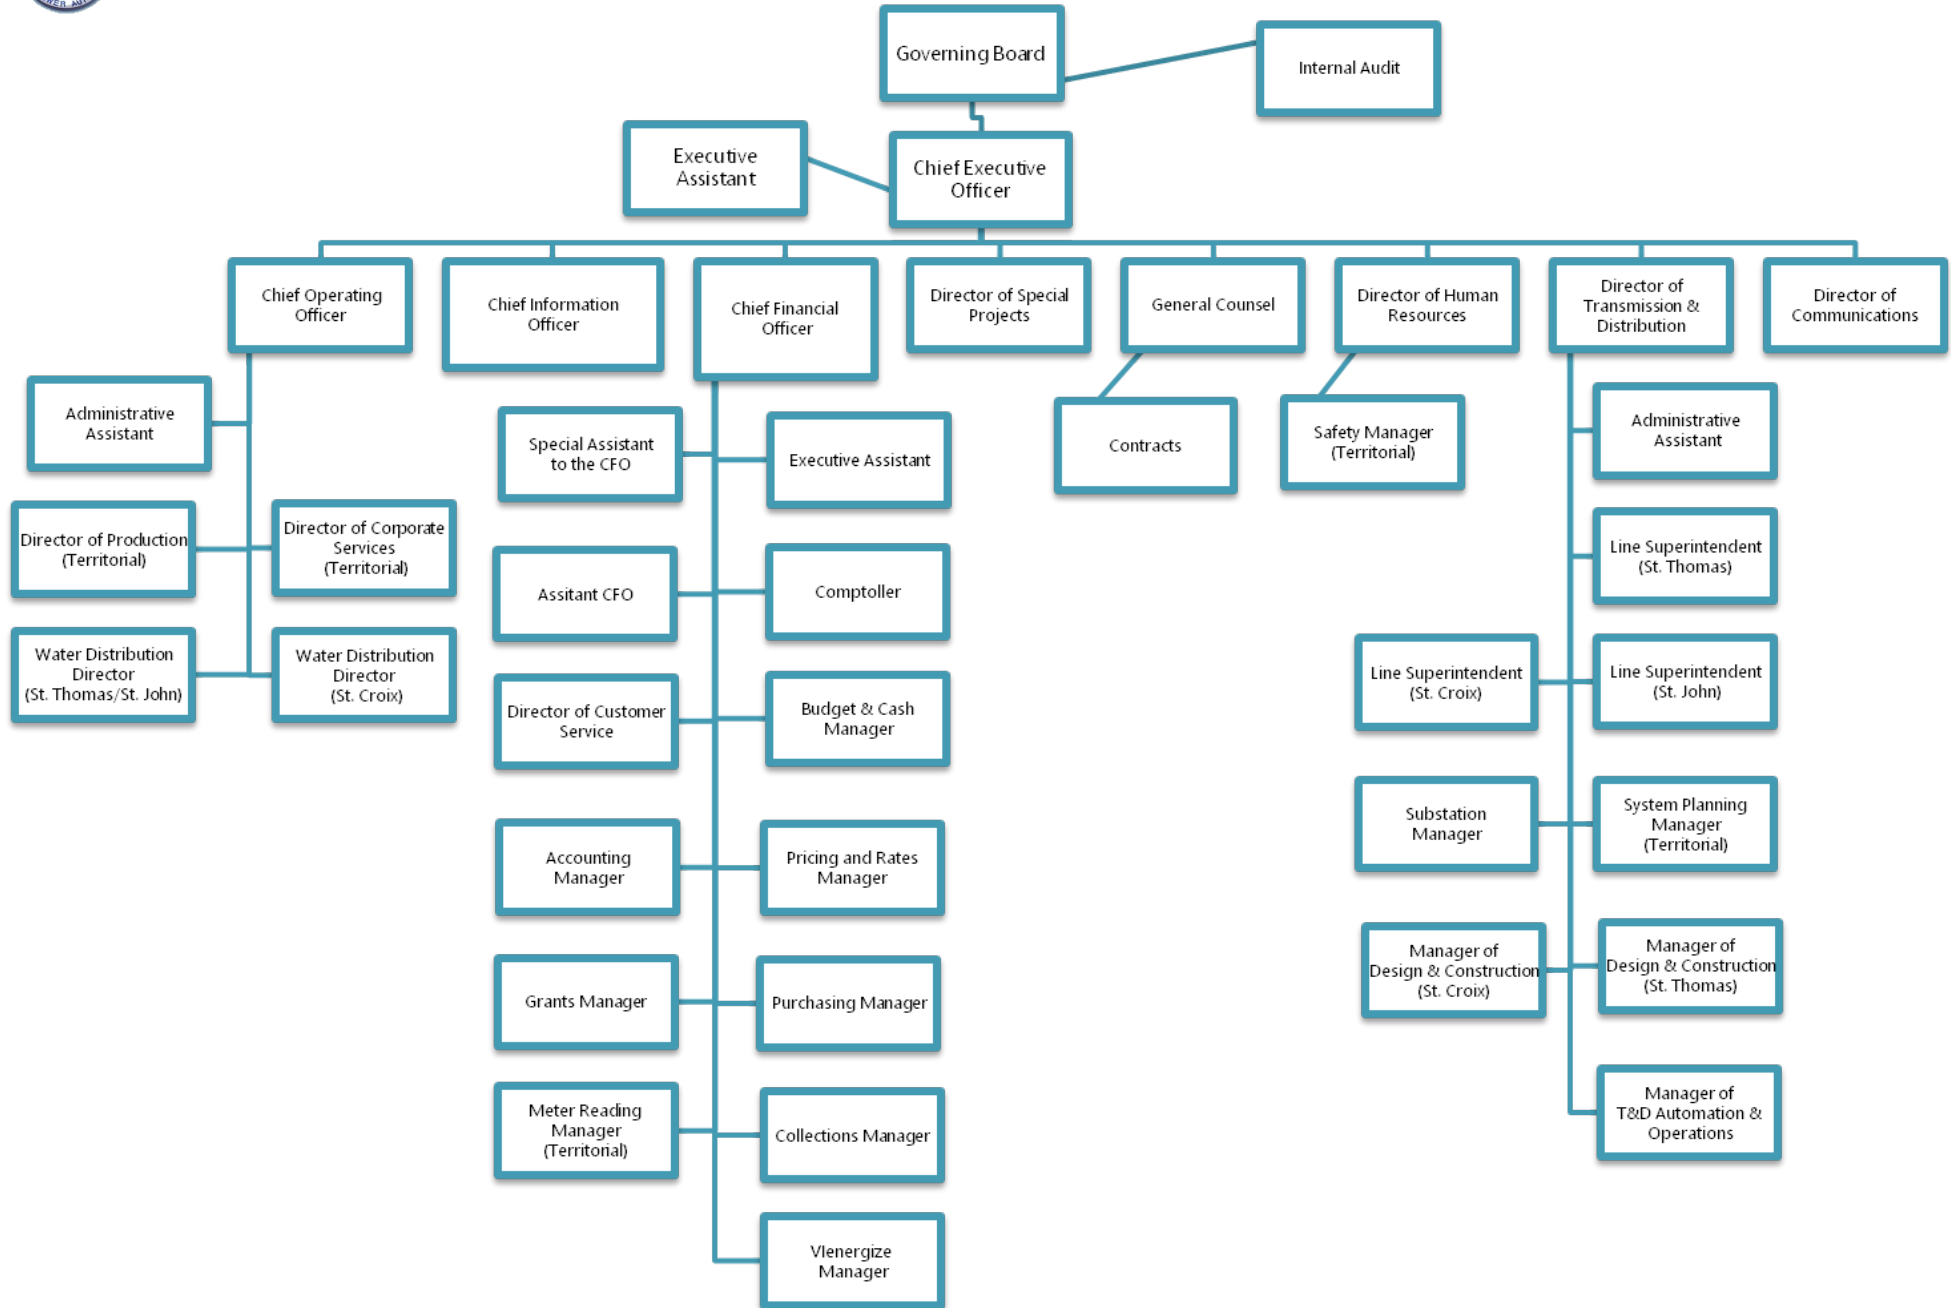 WER AU
Governing Board
Internal Audit
Executive
Assistant
Chief Executive
Officer
Chief Operating
Officer
Chief Information
Officer
Chief Financial
Officer
Director of Special
Projects
General Counsel
Director of Human
Resources
Director of
Transmission &
Distribution
Director of
Communications
Administrative
Assistant
Director of Production
(Territorial)
Director of Corporate
Services
(Territorial)
Water Distribution
Director
(St. Thomas/St. John)
Water Distribution
Director
(St. Croix)
Special Assistant
to the CFO
Executive Assistant
Assitant CFO
Comptoller
Director of Customer
Service
Budget & Cash
Manager
Accounting
Manager
Pricing and Rates
Manager
Grants Manager
Purchasing Manager
Meter Reading
Manager
(Territorial)
Collections Manager
VIenergize
Manager
Contracts
Safety Manager
(Territorial)
Administrative
Assistant
Line Superintendent
(St. Thomas)
Line Superintendent
(St. Croix)
Line Superintendent
(St. John)
Substation
Manager
System Planning
Manager
(Territorial)
Manager of
Design & Construction
(St. Croix)
Manager of
Design & Construction
(St. Thomas)
Manager of
T&D Automation &
Operations